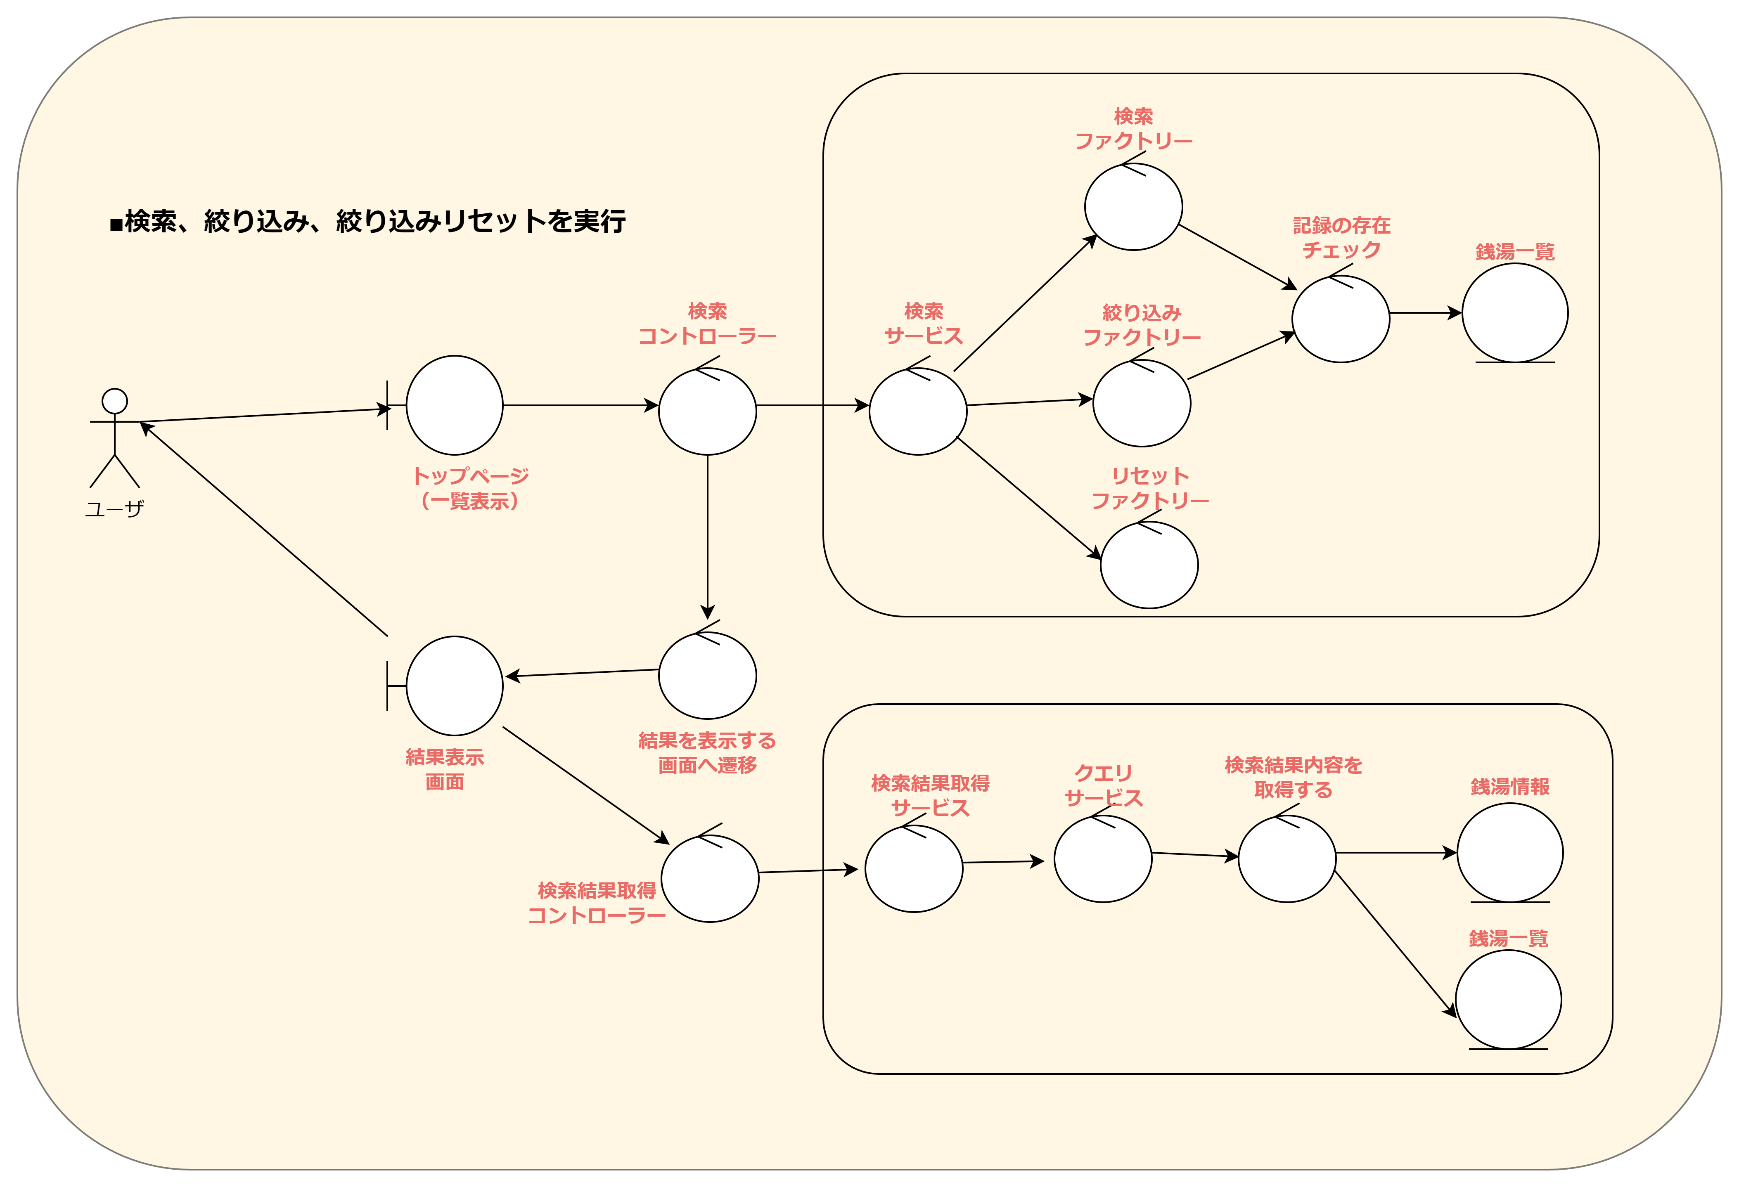 ■検索、絞り込み、絞り込みリセットを実行
検索
ファクトリー
記録の存在
チェック
銭湯一覧
検索
コントローラー
検索
サービス
絞り込み
ファクトリー
トップページ
（一覧表示）
リセット
ファクトリー
ユーザ
結果表示
画面
結果を表示する
画面へ遷移
検索結果取得
コントローラー
検索結果取得
サービス
クエリ
サービス
検索結果内容を
取得する
銭湯情報
銭湯一覧